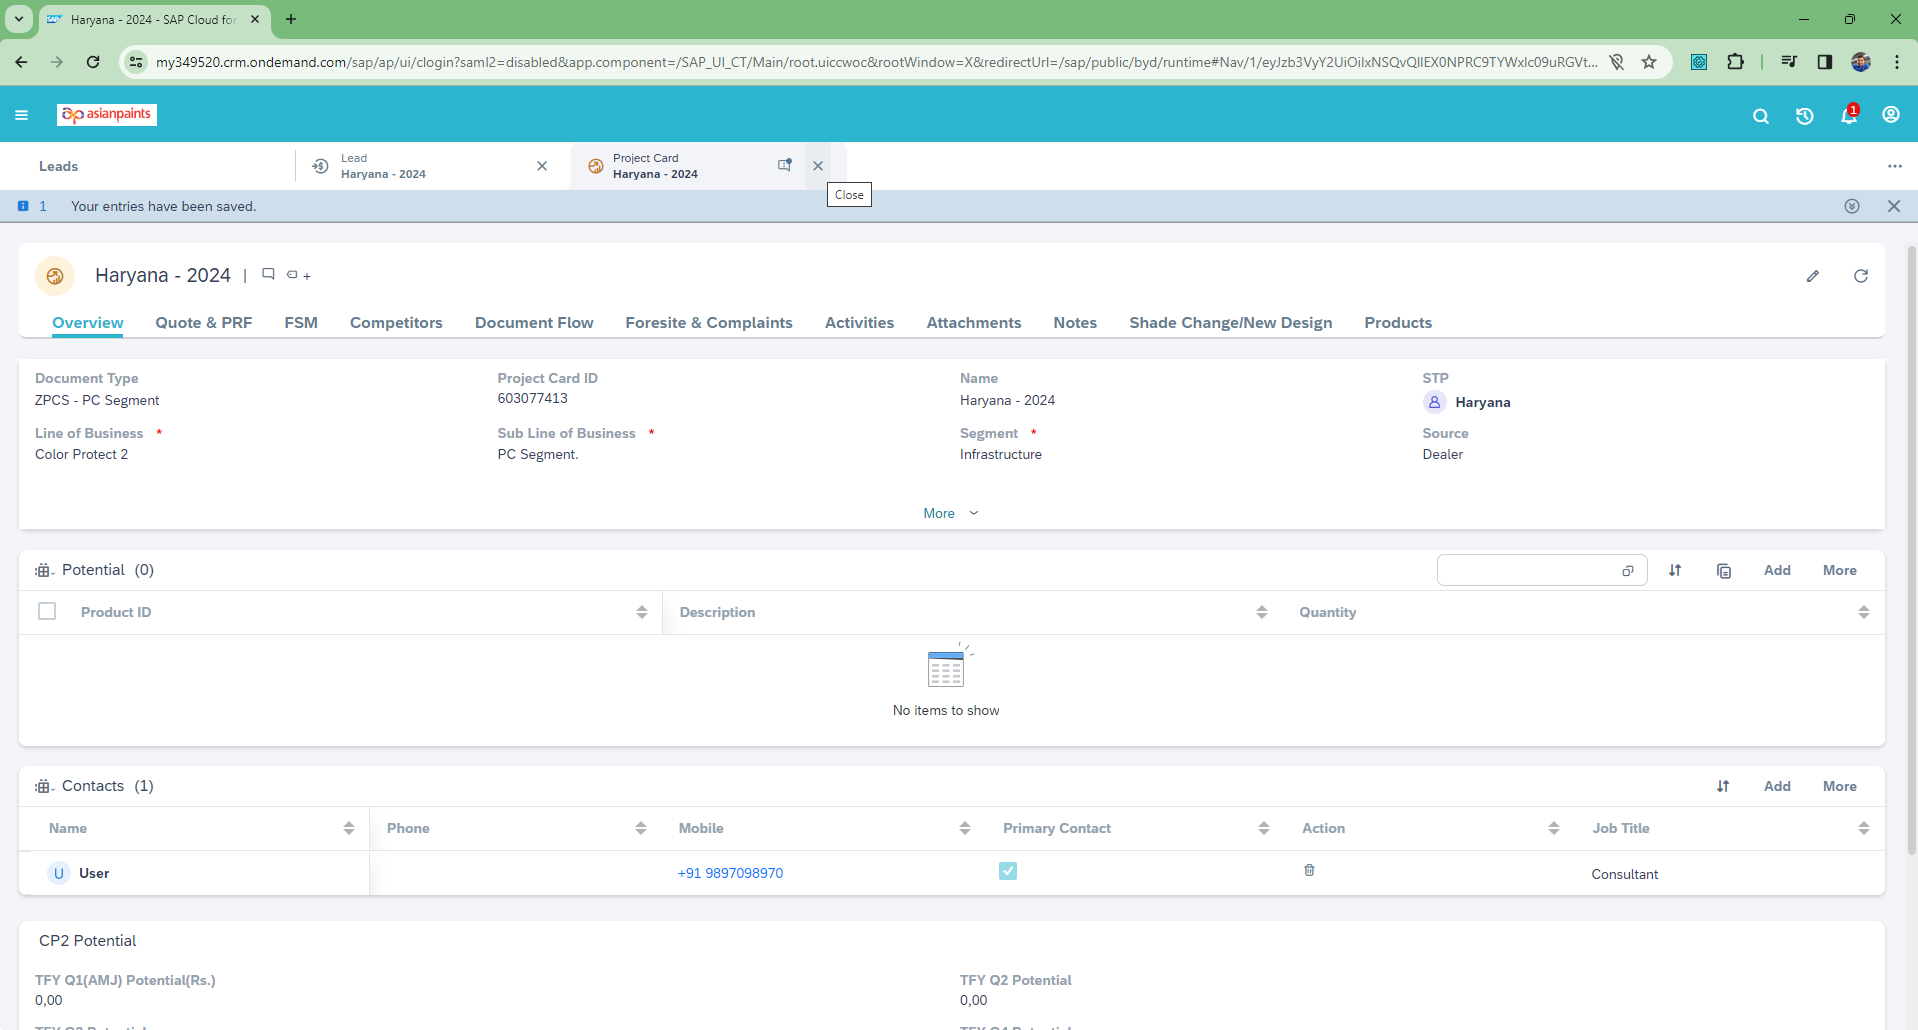 Haryana - 2024 - SAP Cloud for
my349520.crm.ondemand.com/sap/ap/ui/clogin?saml2=disabled&app.component=/SAP_UI_CT/Main/root.uiccwoc&rootWindow=X&redirectUrl=/sap/public/byd/runtime#Nav/1/eyJzb3VyY2UiOiIxNSQvQllEX0NPRC9TYWxlc09uRGVt...
asianpaints
1
Leads
Lead
Haryana - 2024
Project Card
Haryana - 2024
Close
1 Your entries have been saved.
Haryana - 2024 | +
Overview Quote & PRF FSM Competitors Document Flow Foresite & Complaints Activities Attachments Notes Shade Change/New Design Products
Document Type Project Card ID Name STP
ZPCS - PC Segment 603077413 Haryana - 2024 Haryana
Line of Business * Sub Line of Business * Segment * Source
Color Protect 2 PC Segment. Infrastructure Dealer
More
Potential (0) Add More
Product ID Description Quantity
No items to show
Contacts (1) Add More
Name Phone Mobile Primary Contact Action Job Title
U User +91 9897098970 Consultant
CP2 Potential
TFY Q1(AMJ) Potential(Rs.) TFY Q2 Potential
0,00 0,00